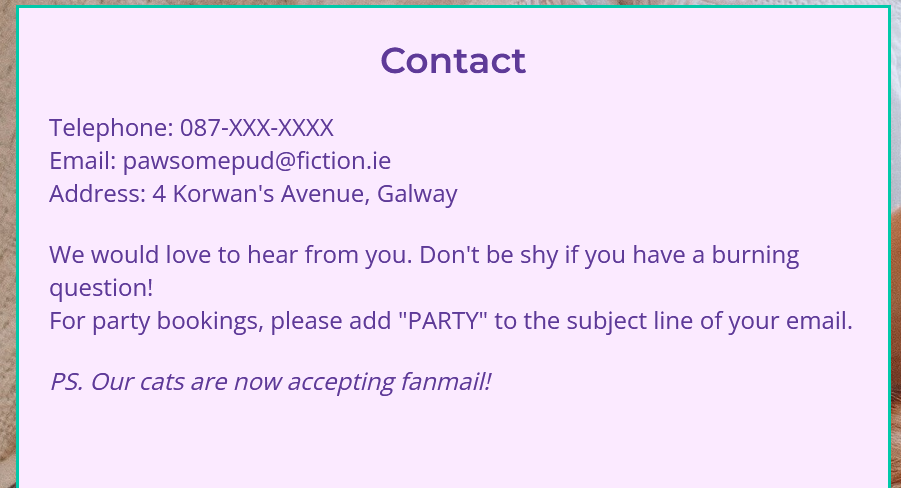 Contact
Telephone: 087-XXX-XXXX
Email: pawsomepud@fiction.ie
Address: 4 Korwan's Avenue, Galway
We would love to hear from you. Don't be shy if you have a burning
question!
For party bookings, please add "PARTY" to the subject line of your email.
PS. Our cats are now accepting fanmail!